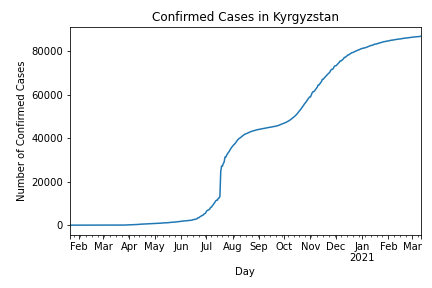 Confirmed Cases in Kyrgyzstan
80000
60000
40000
20000
0
Number of Confirmed Cases
Feb Mar Apr May Jun Jul Aug Sep Oct Nov Dec Jan Feb Mar
2021
Day